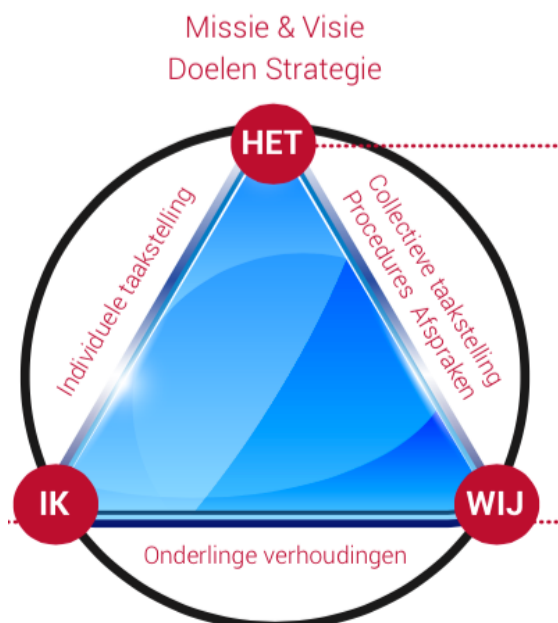 Missie & Visie
Doelen Strategie
HET
Individuele taakstelling
Collectieve taakstelling
Procedures Afspraken
IK
WIJ
Onderlinge verhoudingen